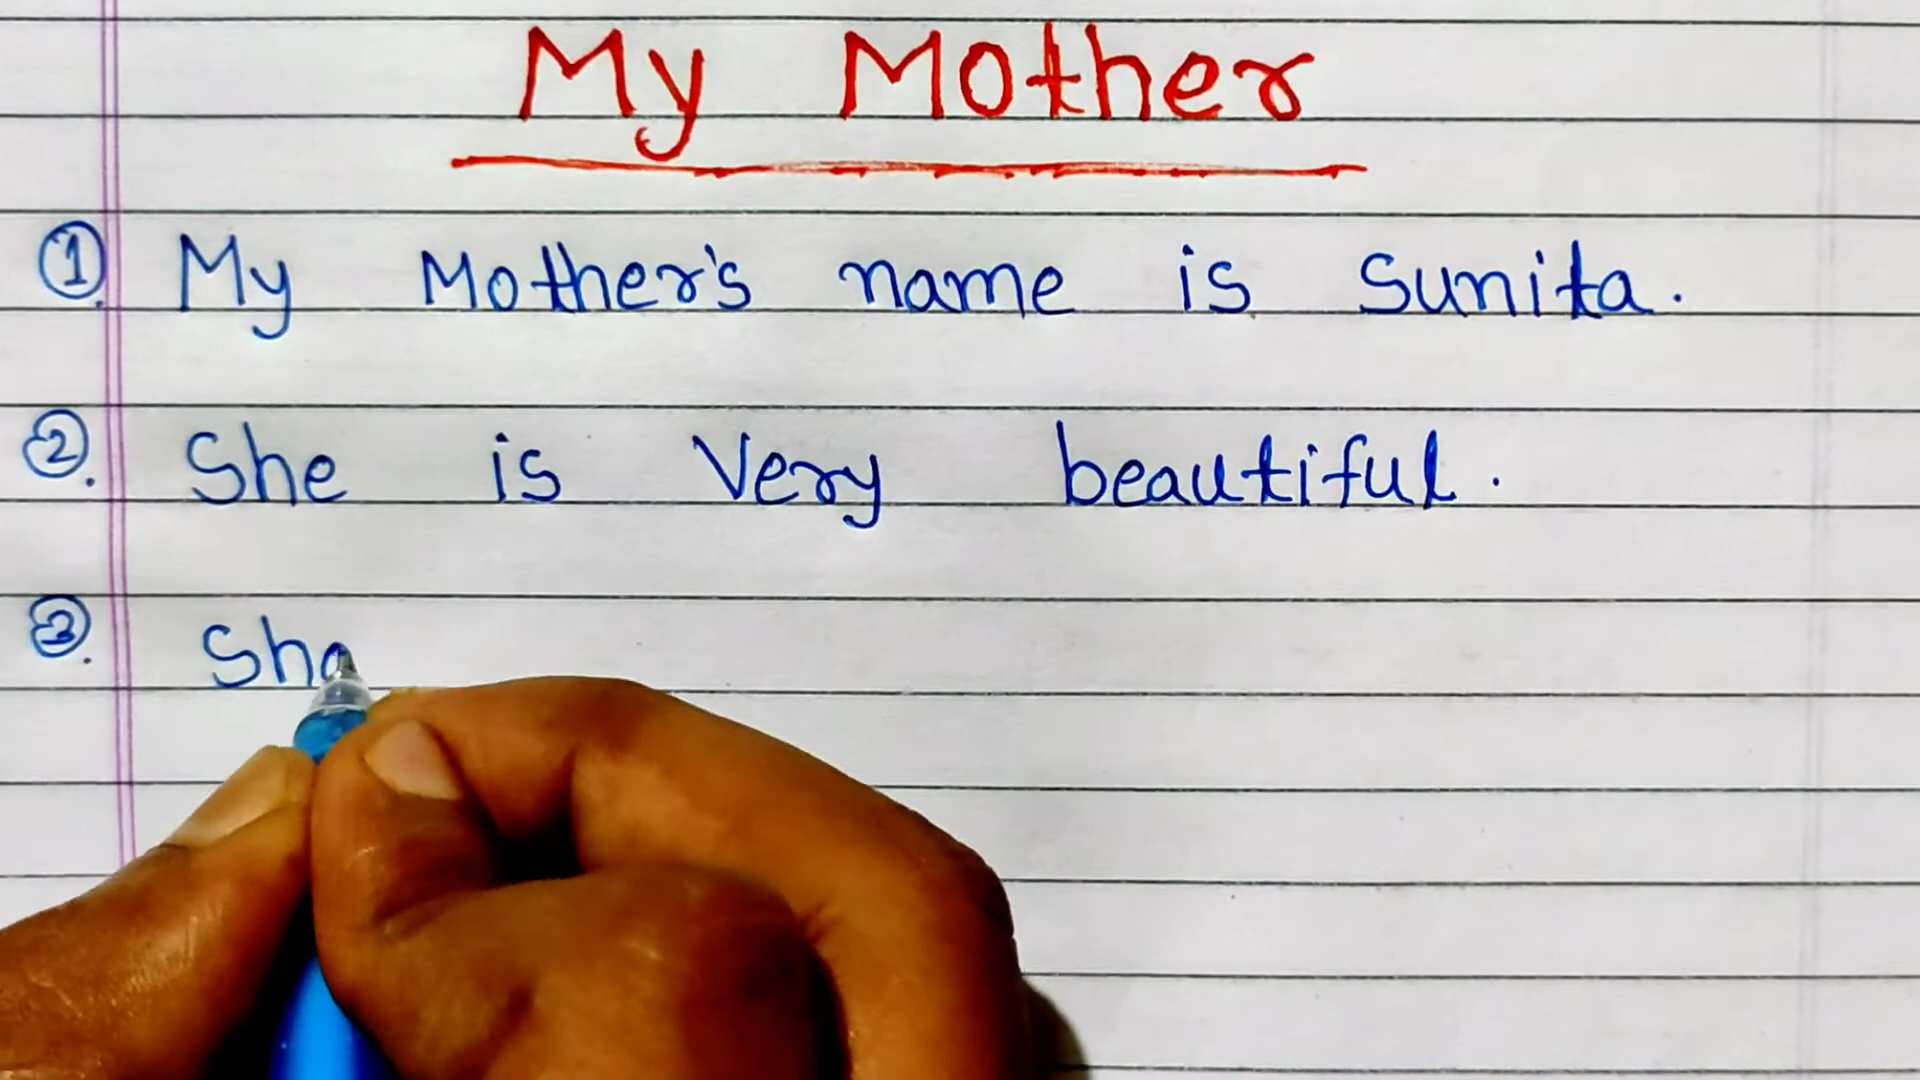 My Mother
① My Mother's name is Sunita.
②. She is Very beautiful.
③. Sh